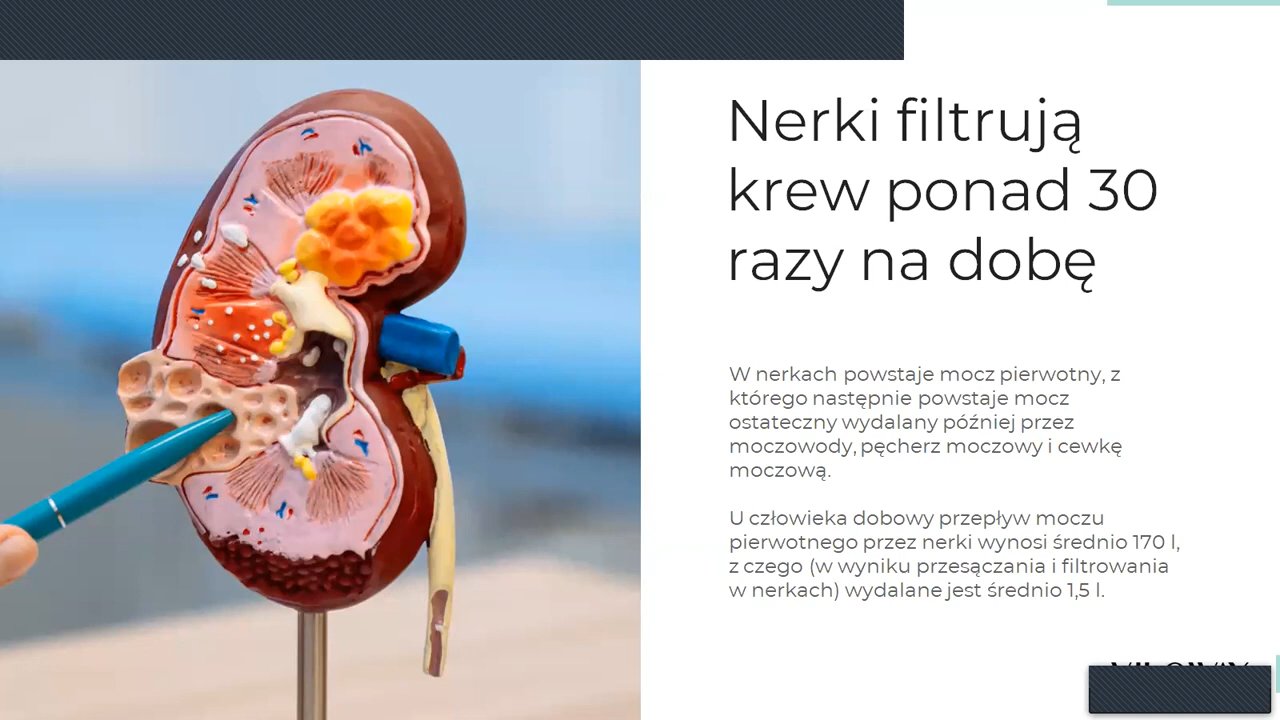 Nerki filtrują
krew ponad 30
razy na dobę
W nerkach powstaje mocz pierwotny, z
którego następnie powstaje mocz
ostateczny wydalany później przez
moczowody, pęcherz moczowy i cewkę
moczową.
U człowieka dobowy przepływ moczu
pierwotnego przez nerki wynosi średnio 170 l,
z czego (w wyniku przesączania i filtrowania
w nerkach) wydalane jest średnio 1,5 l.